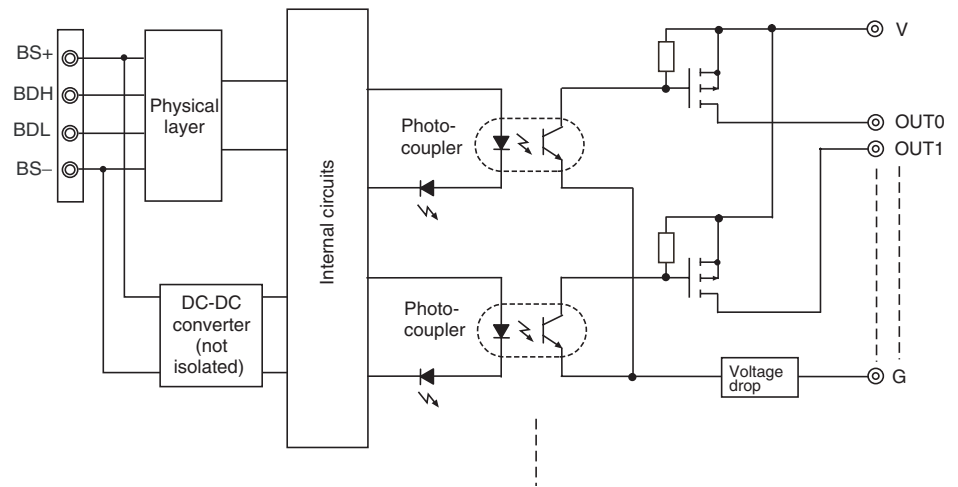 BS+
BDH
BDL
BS–
Physical
layer
DC-DC
converter
(not
isolated)
Internal circuits
Photo-
coupler
Photo-
coupler
Voltage
drop
V
OUT0
OUT1
G